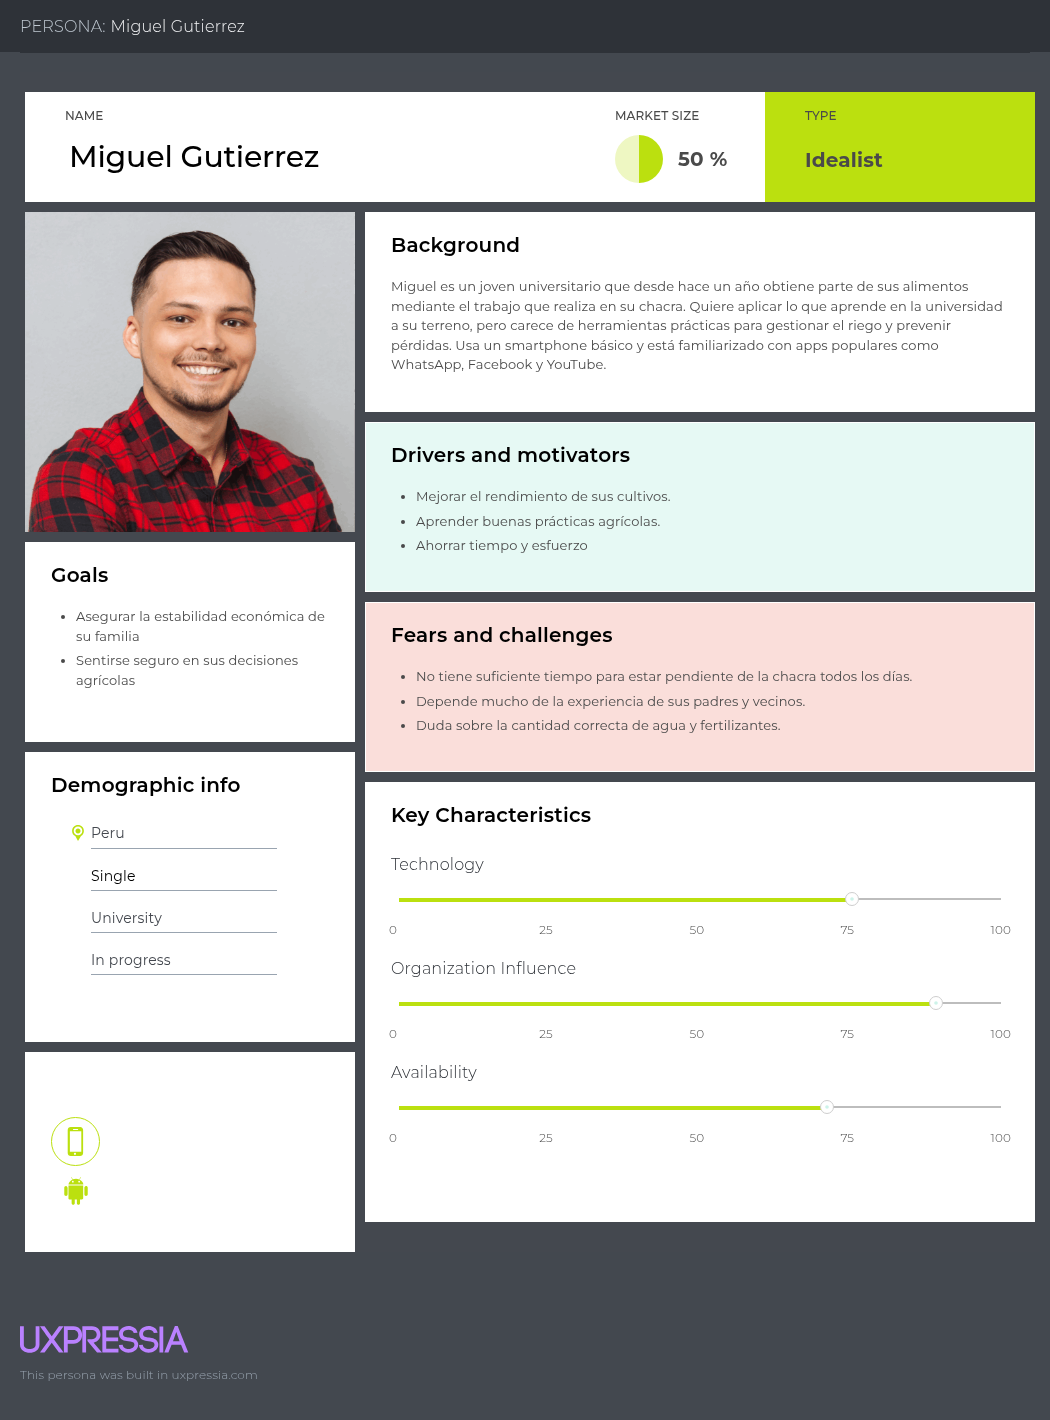 PERSONA: Miguel Gutierrez
NAME
Miguel Gutierrez
MARKET SIZE
50 %
TYPE
Idealist
Background
Miguel es un joven universitario que desde hace un año obtiene parte de sus alimentos
mediante el trabajo que realiza en su chacra. Quiere aplicar lo que aprende en la universidad
a su terreno, pero carece de herramientas prácticas para gestionar el riego y prevenir
pérdidas. Usa un smartphone básico y está familiarizado con apps populares como
WhatsApp, Facebook y YouTube.
Drivers and motivators
Mejorar el rendimiento de sus cultivos.
Aprender buenas prácticas agrícolas.
Ahorrar tiempo y esfuerzo
Goals
Asegurar la estabilidad económica de
su familia
Sentirse seguro en sus decisiones
agrícolas
Fears and challenges
No tiene suficiente tiempo para estar pendiente de la chacra todos los días.
Depende mucho de la experiencia de sus padres y vecinos.
Duda sobre la cantidad correcta de agua y fertilizantes.
Demographic info
Peru
Single
University
In progress
Key Characteristics
Technology
0 25 50 75 100
Organization Influence
0 25 50 75 100
Availability
0 25 50 75 100
UXPRESSIA
This persona was built in uxpressia.com